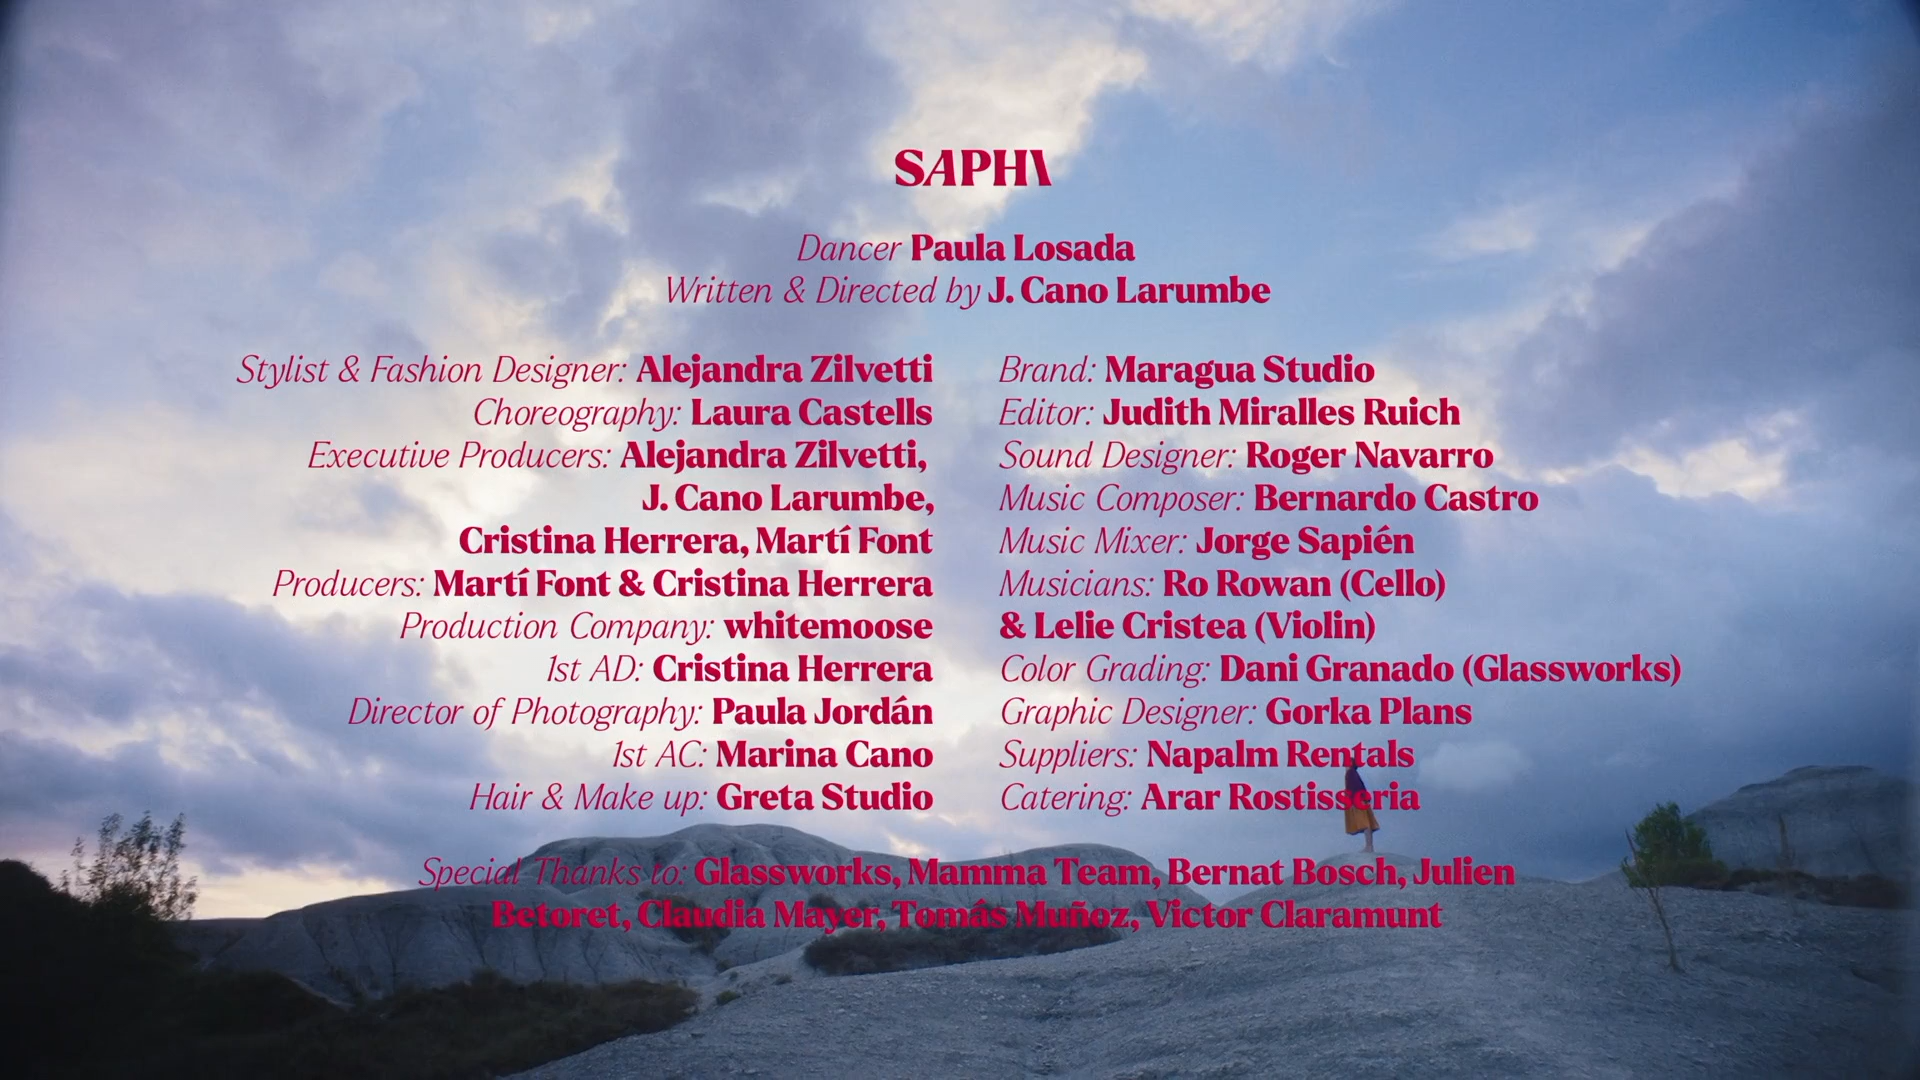 SAPHI
Dancer Paula Losada
Written & Directed by J. Cano Larumbe
Stylist & Fashion Designer: Alejandra Zilvetti
Choreography: Laura Castells
Executive Producers: Alejandra Zilvetti,
J. Cano Larumbe,
Cristina Herrera, Martí Font
Producers: Martí Font & Cristina Herrera
Production Company: whitemoose
1st AD: Cristina Herrera
Director of Photography: Paula Jordán
1st AC: Marina Cano
Hair & Make up: Greta Studio
Brand: Maragua Studio
Editor: Judith Miralles Ruich
Sound Designer: Roger Navarro
Music Composer: Bernardo Castro
Music Mixer: Jorge Sapién
Musicians: Ro Rowan (Cello)
& Lelie Cristea (Violin)
Color Grading: Dani Granado (Glassworks)
Graphic Designer: Gorka Plans
Suppliers: Napalm Rentals
Catering: Arar Rostisseria
Special Thanks to: Glassworks, Mamma Team, Bernat Bosch, Julien
Betoret, Claudia Mayer, Tomás Muñoz, Victor Claramunt